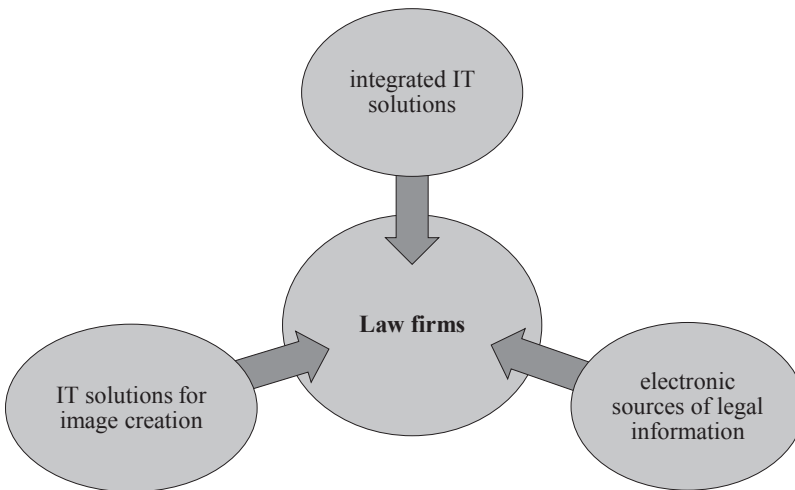 integrated IT
solutions
Law firms
IT solutions for
image creation
electronic
sources of legal
information